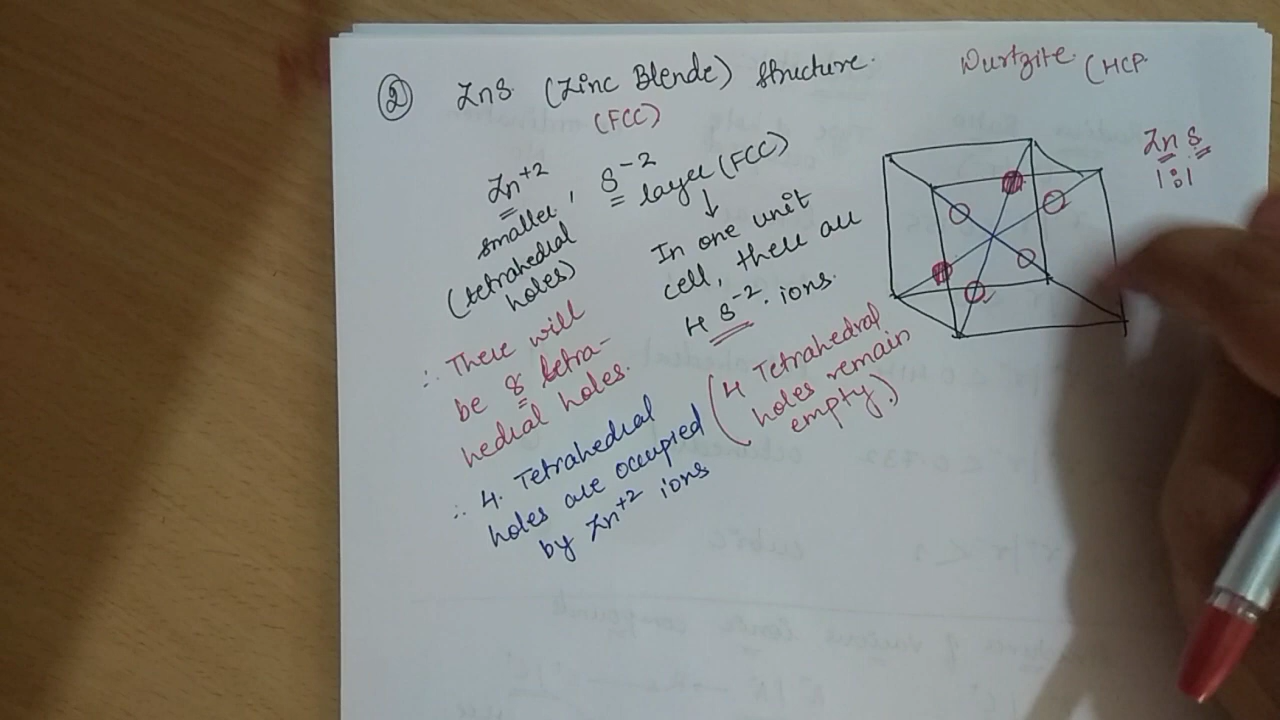 ② ZnS (Zinc Blende) structure.
(FCC)
Wurtzite (HCP
Zn+2 , S-2
smaller layer (FCC)
(tetrahedral
holes)
↓
In one unit
cell, there are
4 S-2 ions.
∴ There will
be 8 tetra-
hedral holes.
(4 Tetrahedral
holes remain
empty.)
∴ 4. Tetrahedral
holes are occupied
by Zn+2 ions
Zn S
1:1